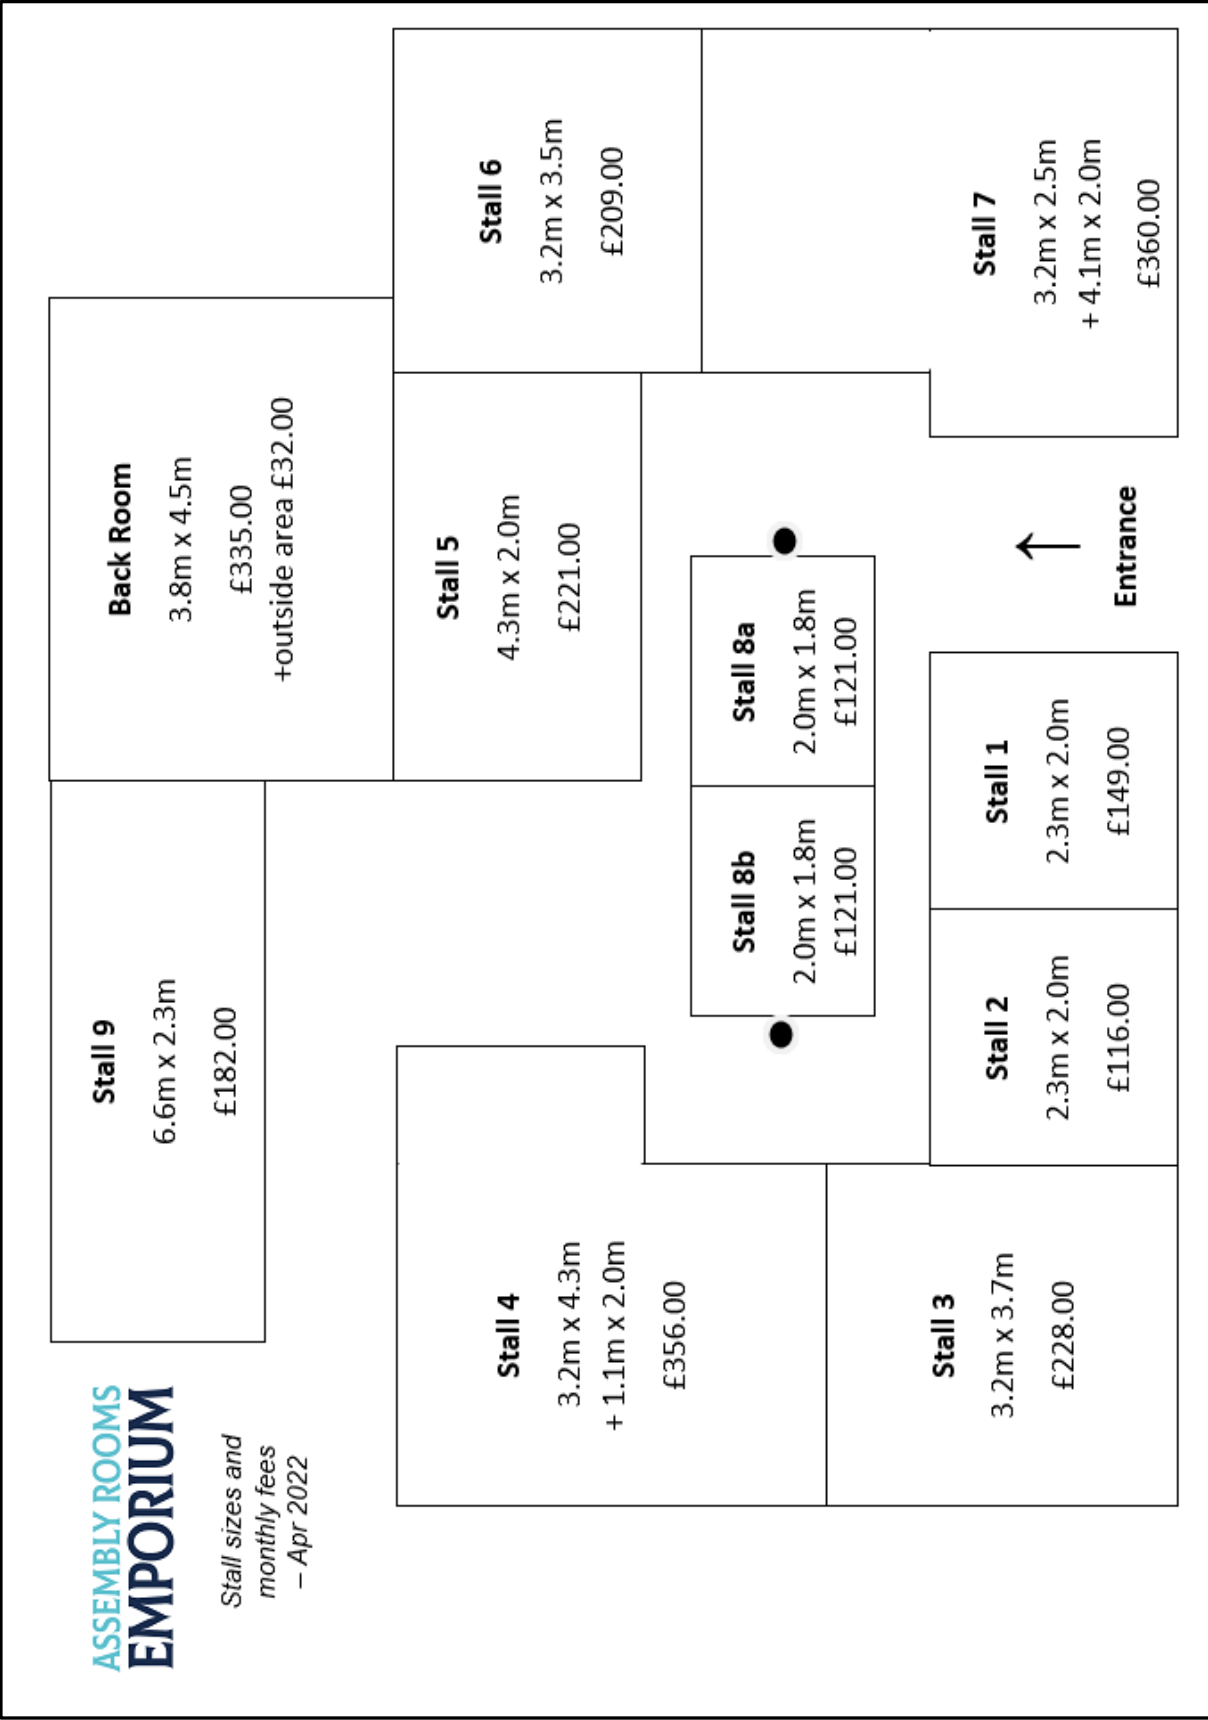 ASSEMBLY ROOMS
EMPORIUM
Stall sizes and
monthly fees
– Apr 2022
Stall 9
6.6m x 2.3m
£182.00
Back Room
3.8m x 4.5m
£335.00
+outside area £32.00
Stall 4
3.2m x 4.3m
+ 1.1m x 2.0m
£356.00
Stall 5
4.3m x 2.0m
£221.00
Stall 6
3.2m x 3.5m
£209.00
Stall 8b
2.0m x 1.8m
£121.00
Stall 8a
2.0m x 1.8m
£121.00
Stall 3
3.2m x 3.7m
£228.00
Stall 2
2.3m x 2.0m
£116.00
Stall 1
2.3m x 2.0m
£149.00
Entrance
Stall 7
3.2m x 2.5m
+ 4.1m x 2.0m
£360.00